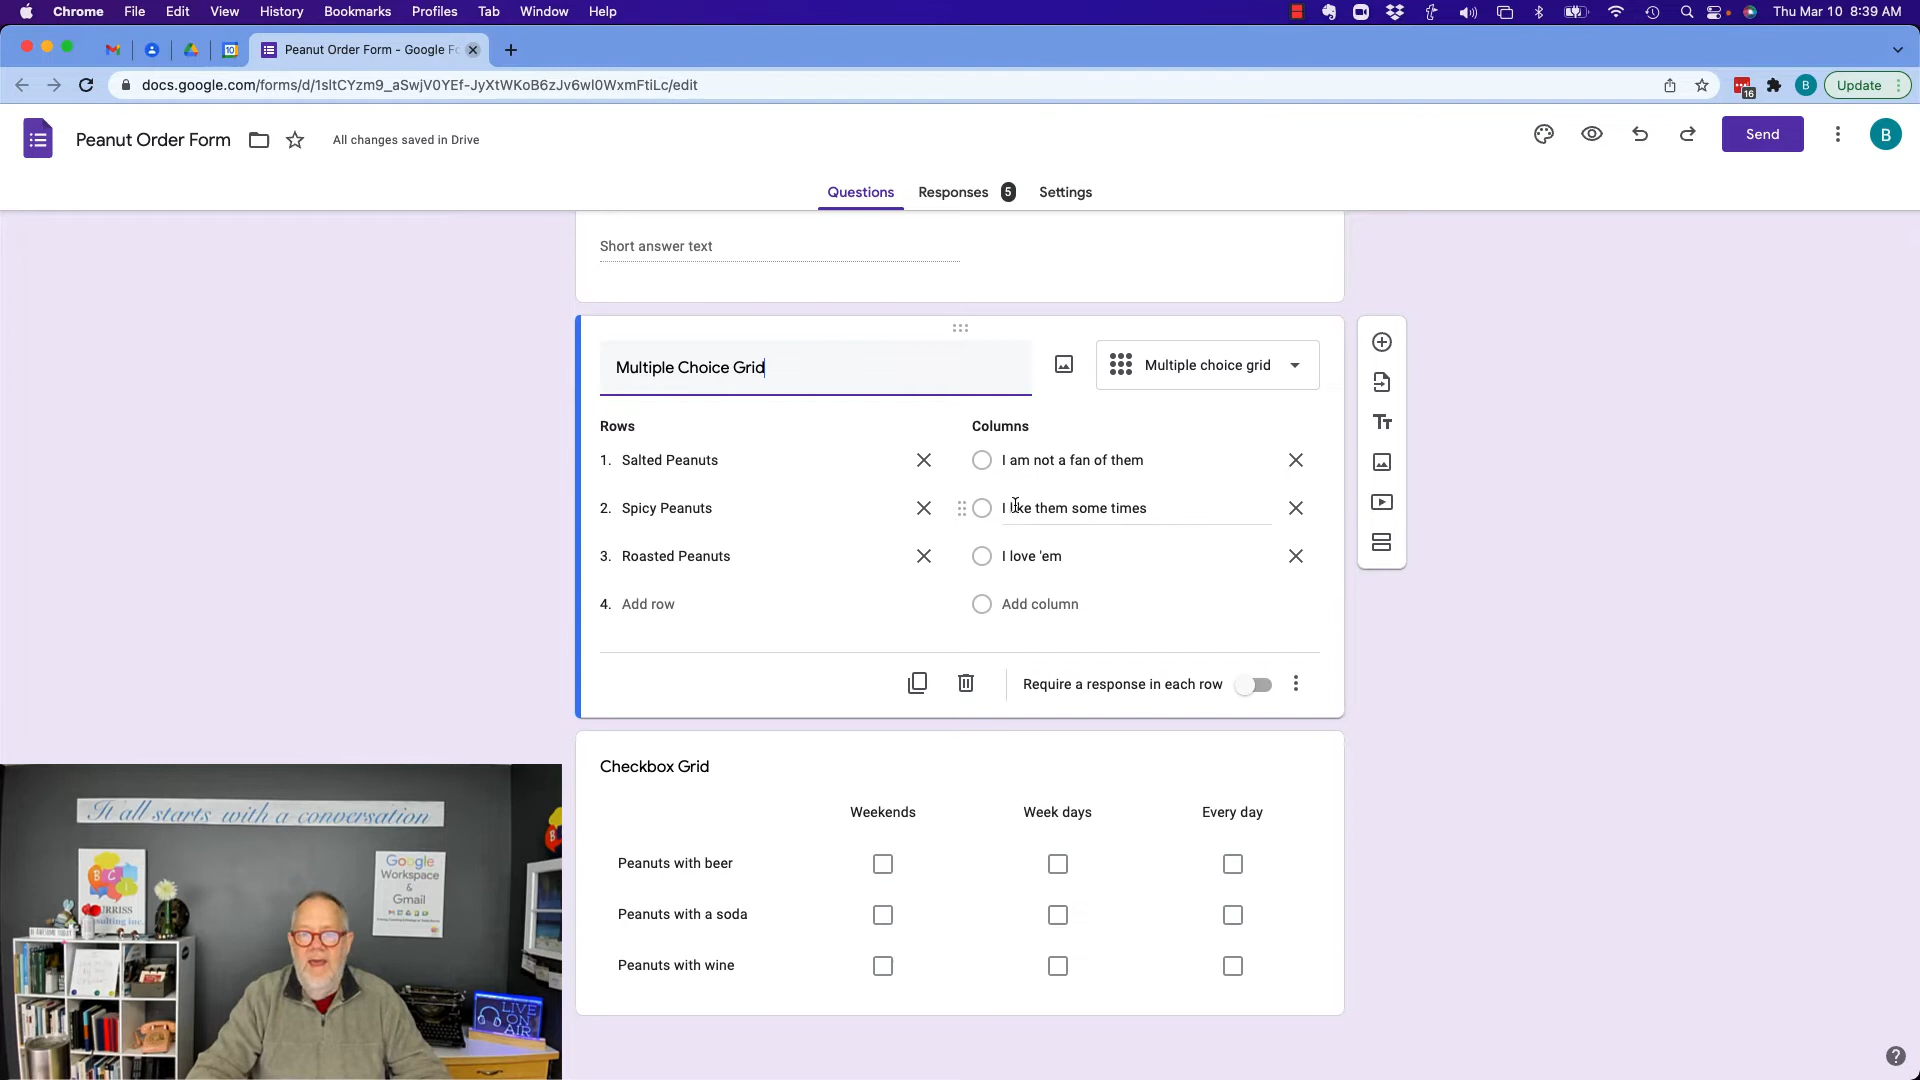 Chrome File Edit View History Bookmarks Profiles Tab Window Help Thu Mar 10 8:39 AM
10 Peanut Order Form - Google Fo
docs.google.com/forms/d/1sltCYzm9_aSwjV0YEf-JyXtWKoB6zJv6wl0WxmFtiLc/edit 16 B Update
Peanut Order Form All changes saved in Drive Send B
Questions Responses 5 Settings
Short answer text
Multiple Choice Grid Multiple choice grid
Rows Columns
1. Salted Peanuts I am not a fan of them
2. Spicy Peanuts I like them some times
3. Roasted Peanuts I love 'em
4. Add row Add column
Require a response in each row
Checkbox Grid
Weekends Week days Every day
Peanuts with beer
Peanuts with a soda
Peanuts with wine
It all starts with a conversation
Google
Workspace
&
Gmail
LIVE
ON
AIR
?